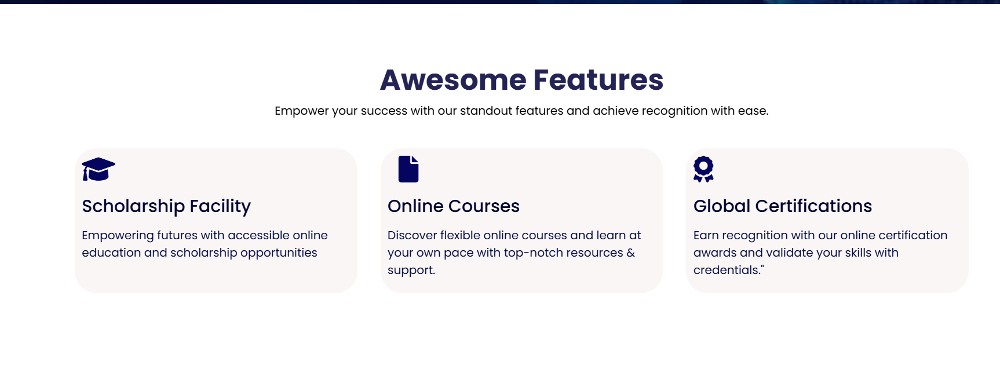 Awesome Features
Empower your success with our standout features and achieve recognition with ease.
Scholarship Facility
Empowering futures with accessible online
education and scholarship opportunities
Online Courses
Discover flexible online courses and learn at
your own pace with top-notch resources &
support.
Global Certifications
Earn recognition with our online certification
awards and validate your skills with
credentials."